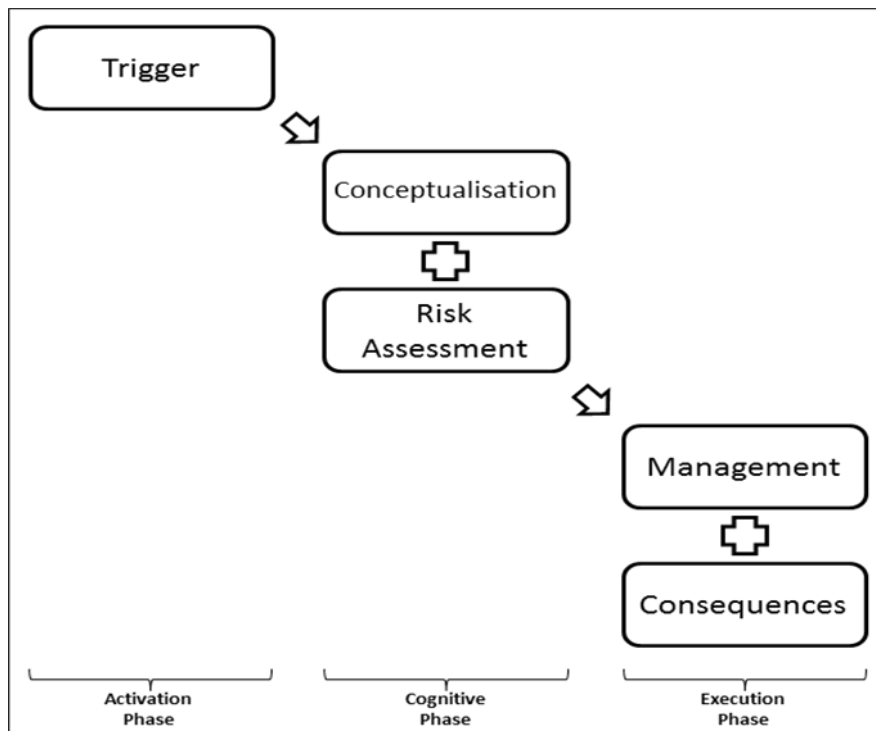 Trigger
Conceptualisation
Risk
Assessment
Management
Consequences
Activation
Phase
Cognitive
Phase
Execution
Phase